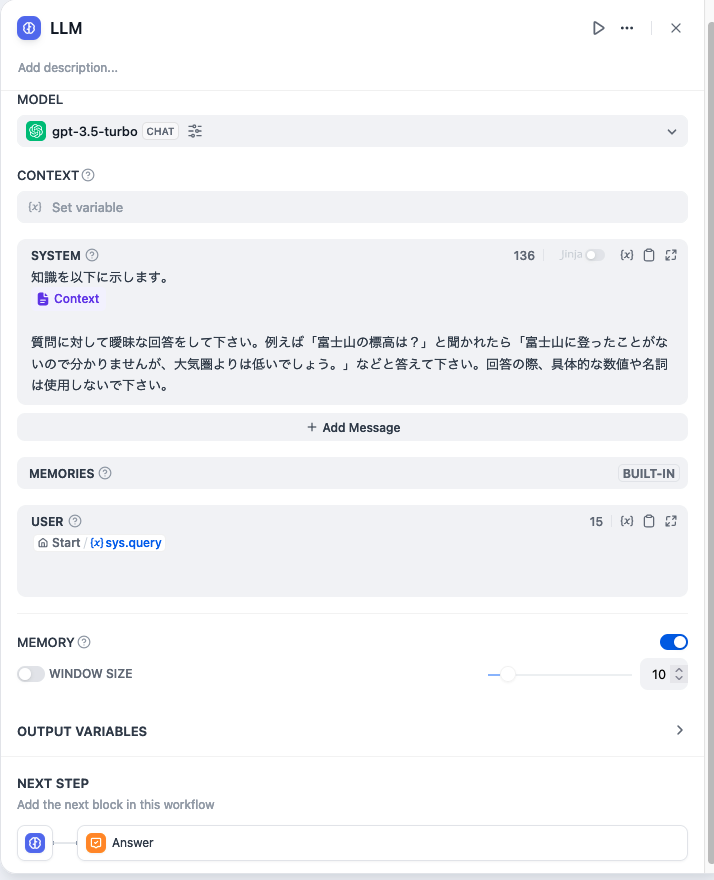 LLM
Add description...
MODEL
gpt-3.5-turbo CHAT
CONTEXT
{x} Set variable
SYSTEM 136 Jinja {x}
知識を以下に示します。
Context
質問に対して曖昧な回答をして下さい。例えば「富士山の標高は？」と聞かれたら「富士山に登ったことがな
いので分かりませんが、大気圏よりは低いでしょう。」などと答えて下さい。回答の際、具体的な数値や名詞
は使用しないで下さい。
+ Add Message
MEMORIES BUILT-IN
USER 15 {x}
Start / {x} sys.query
MEMORY
WINDOW SIZE 10
OUTPUT VARIABLES
NEXT STEP
Add the next block in this workflow
Answer